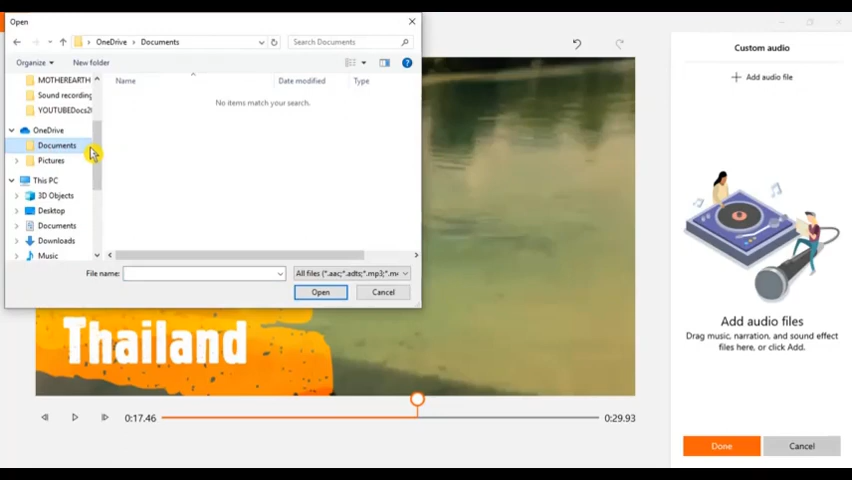 Open
OneDrive
Documents
Search Documents
Organize
New folder
Name
Date modified
Type
No items match your search.
MOTHEREARTH
Sound recording
YOUTUBEDocs2
OneDrive
Documents
Pictures
This PC
3D Objects
Desktop
Documents
Downloads
Music
File name:
All files (*.aac;*.adts;*.mp3;*.m
Open
Cancel
Thailand
0:17.46
0:29.93
Custom audio
Add audio file
Add audio files
Drag music, narration, and sound effect
files here, or click Add.
Done
Cancel